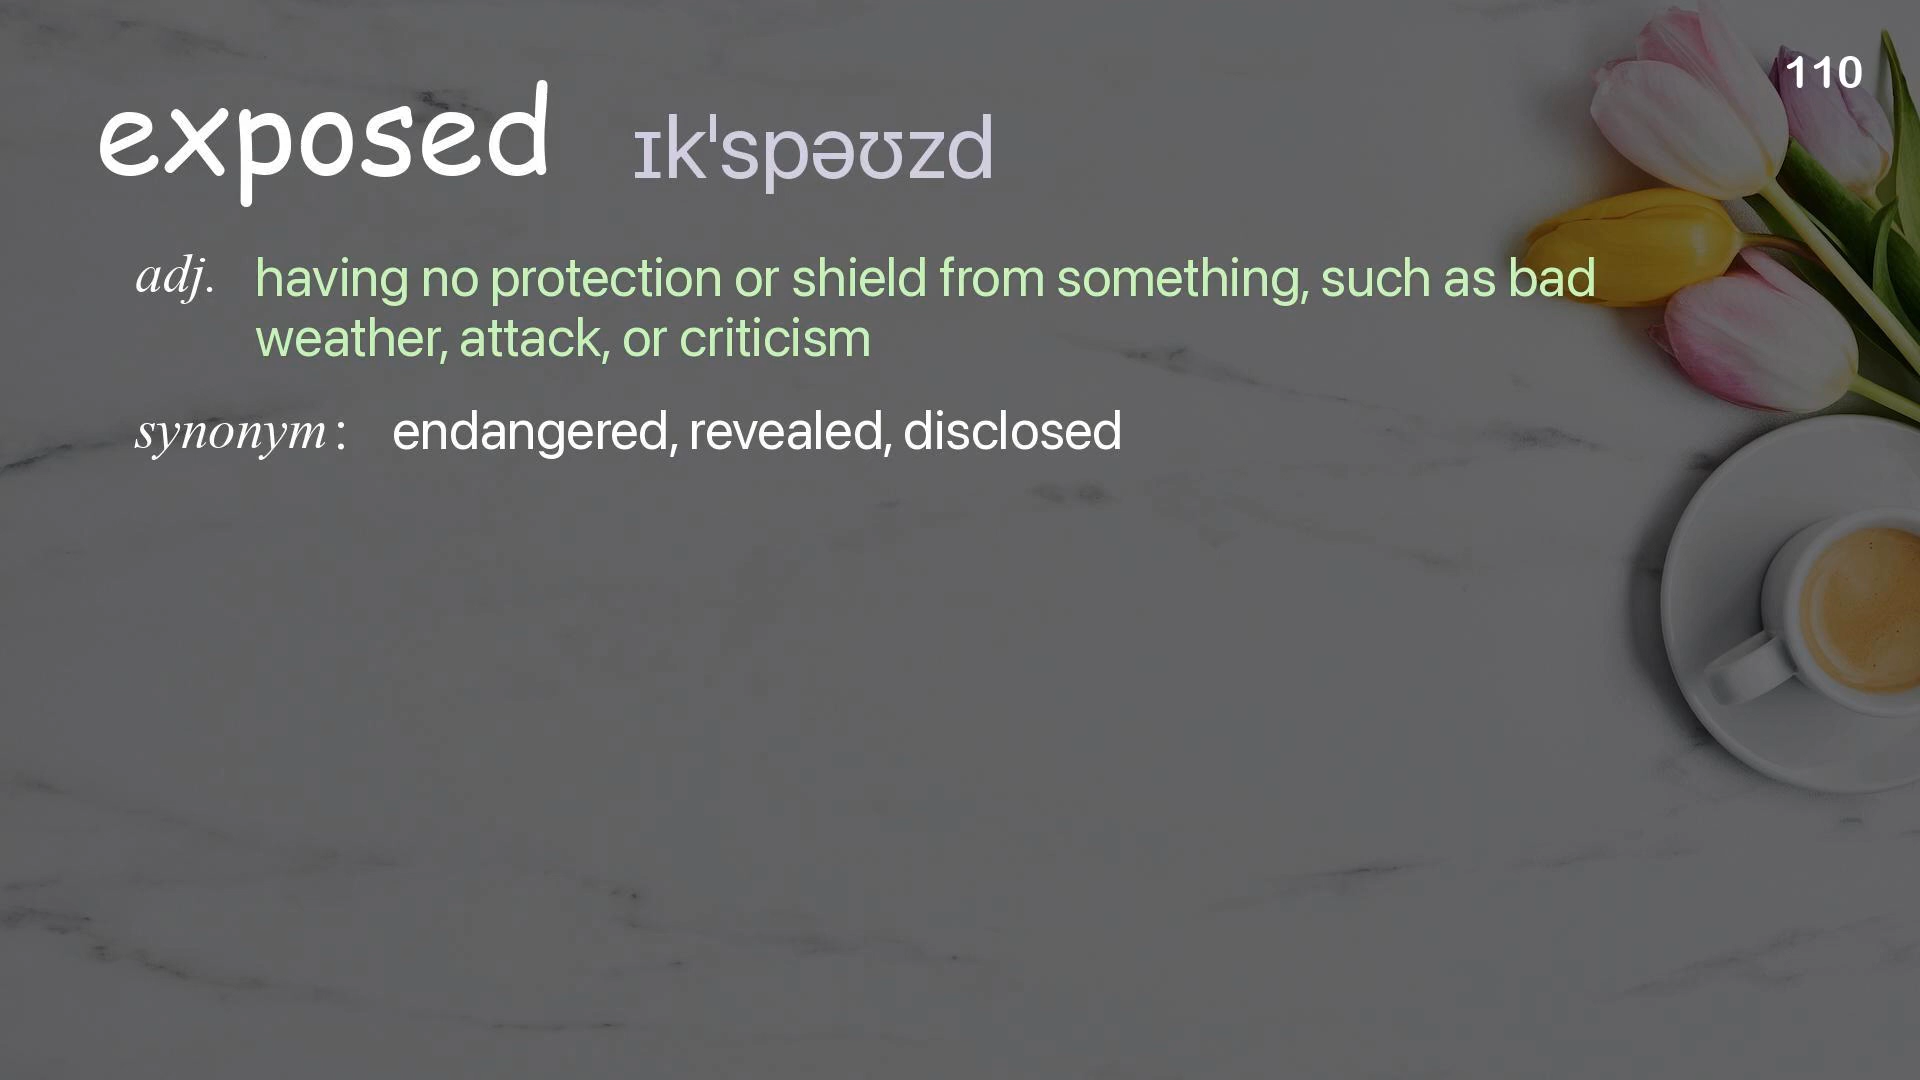 110
exposed ɪkˈspəʊzd
adj. having no protection or shield from something, such as bad
weather, attack, or criticism
synonym : endangered, revealed, disclosed